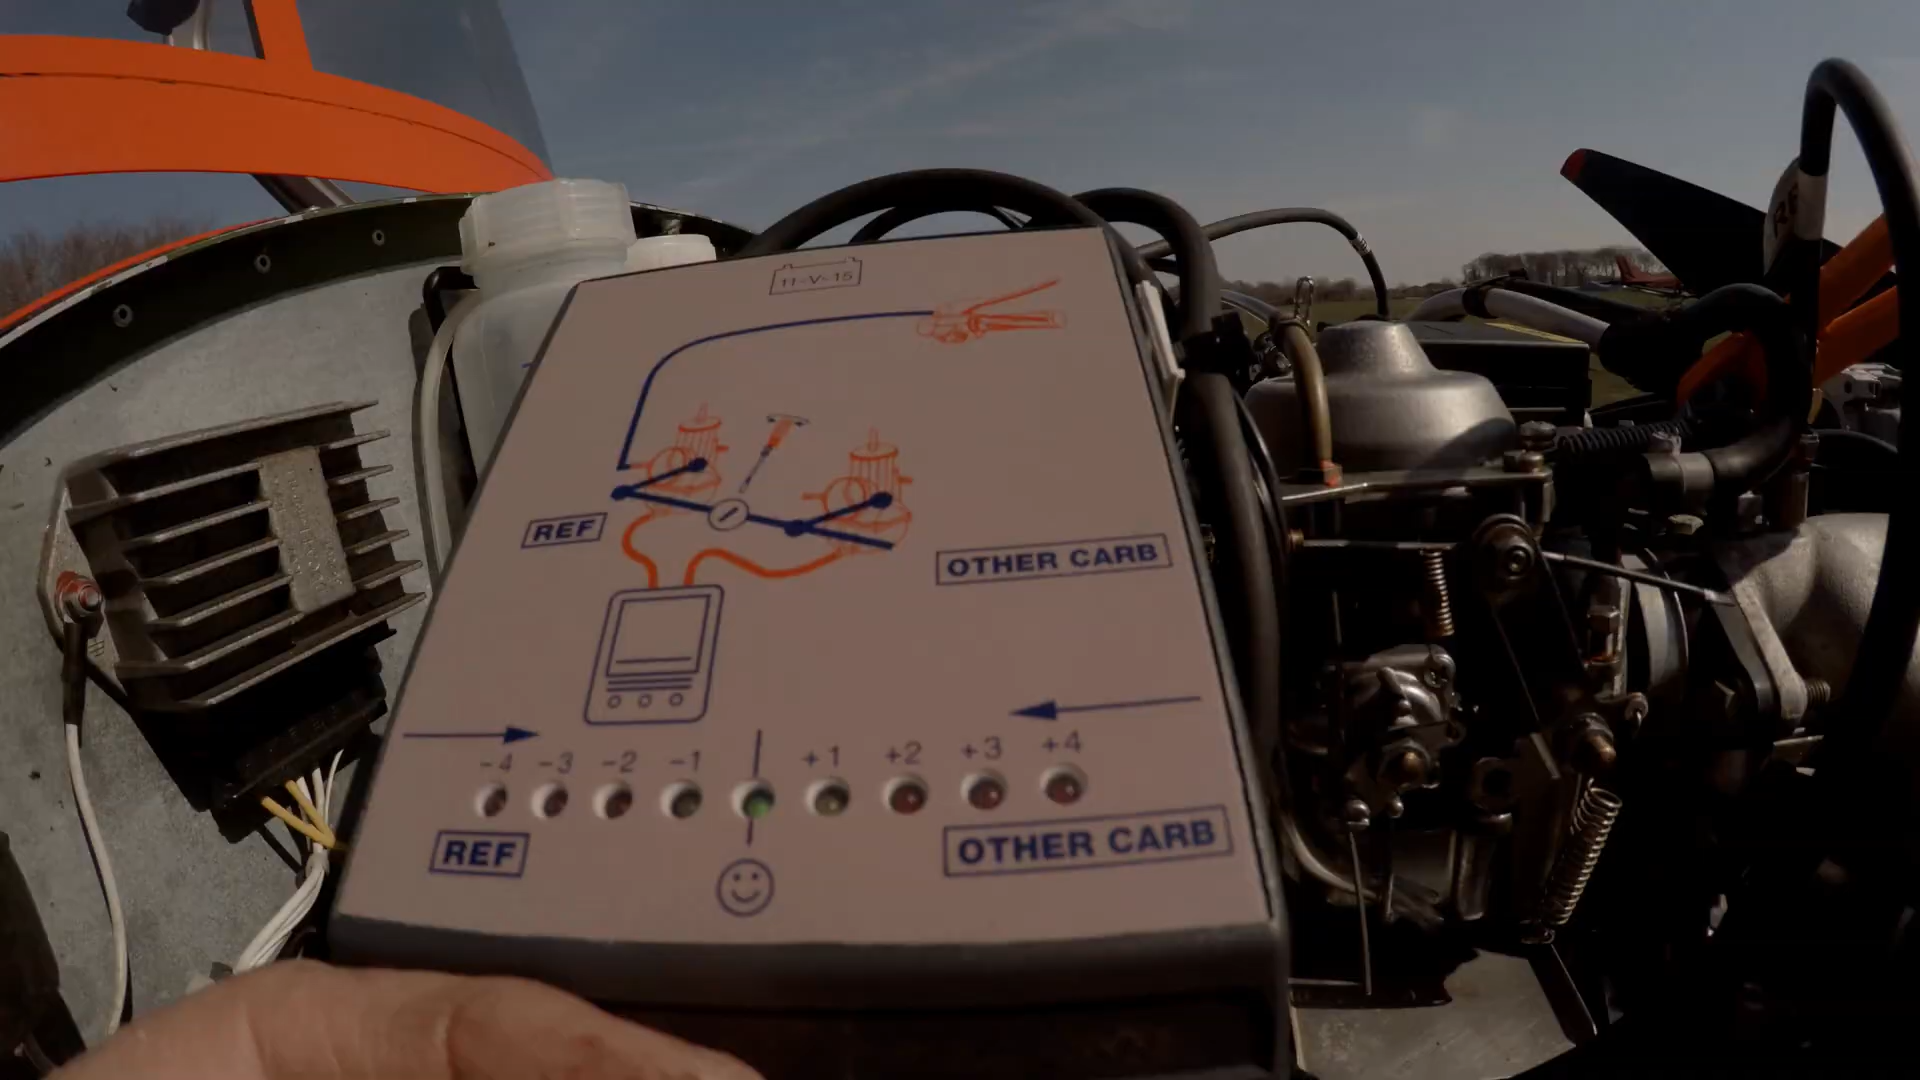 11-V-15
REF
OTHER CARB
-4 -3 -2 -1 +1 +2 +3 +4
REF
OTHER CARB